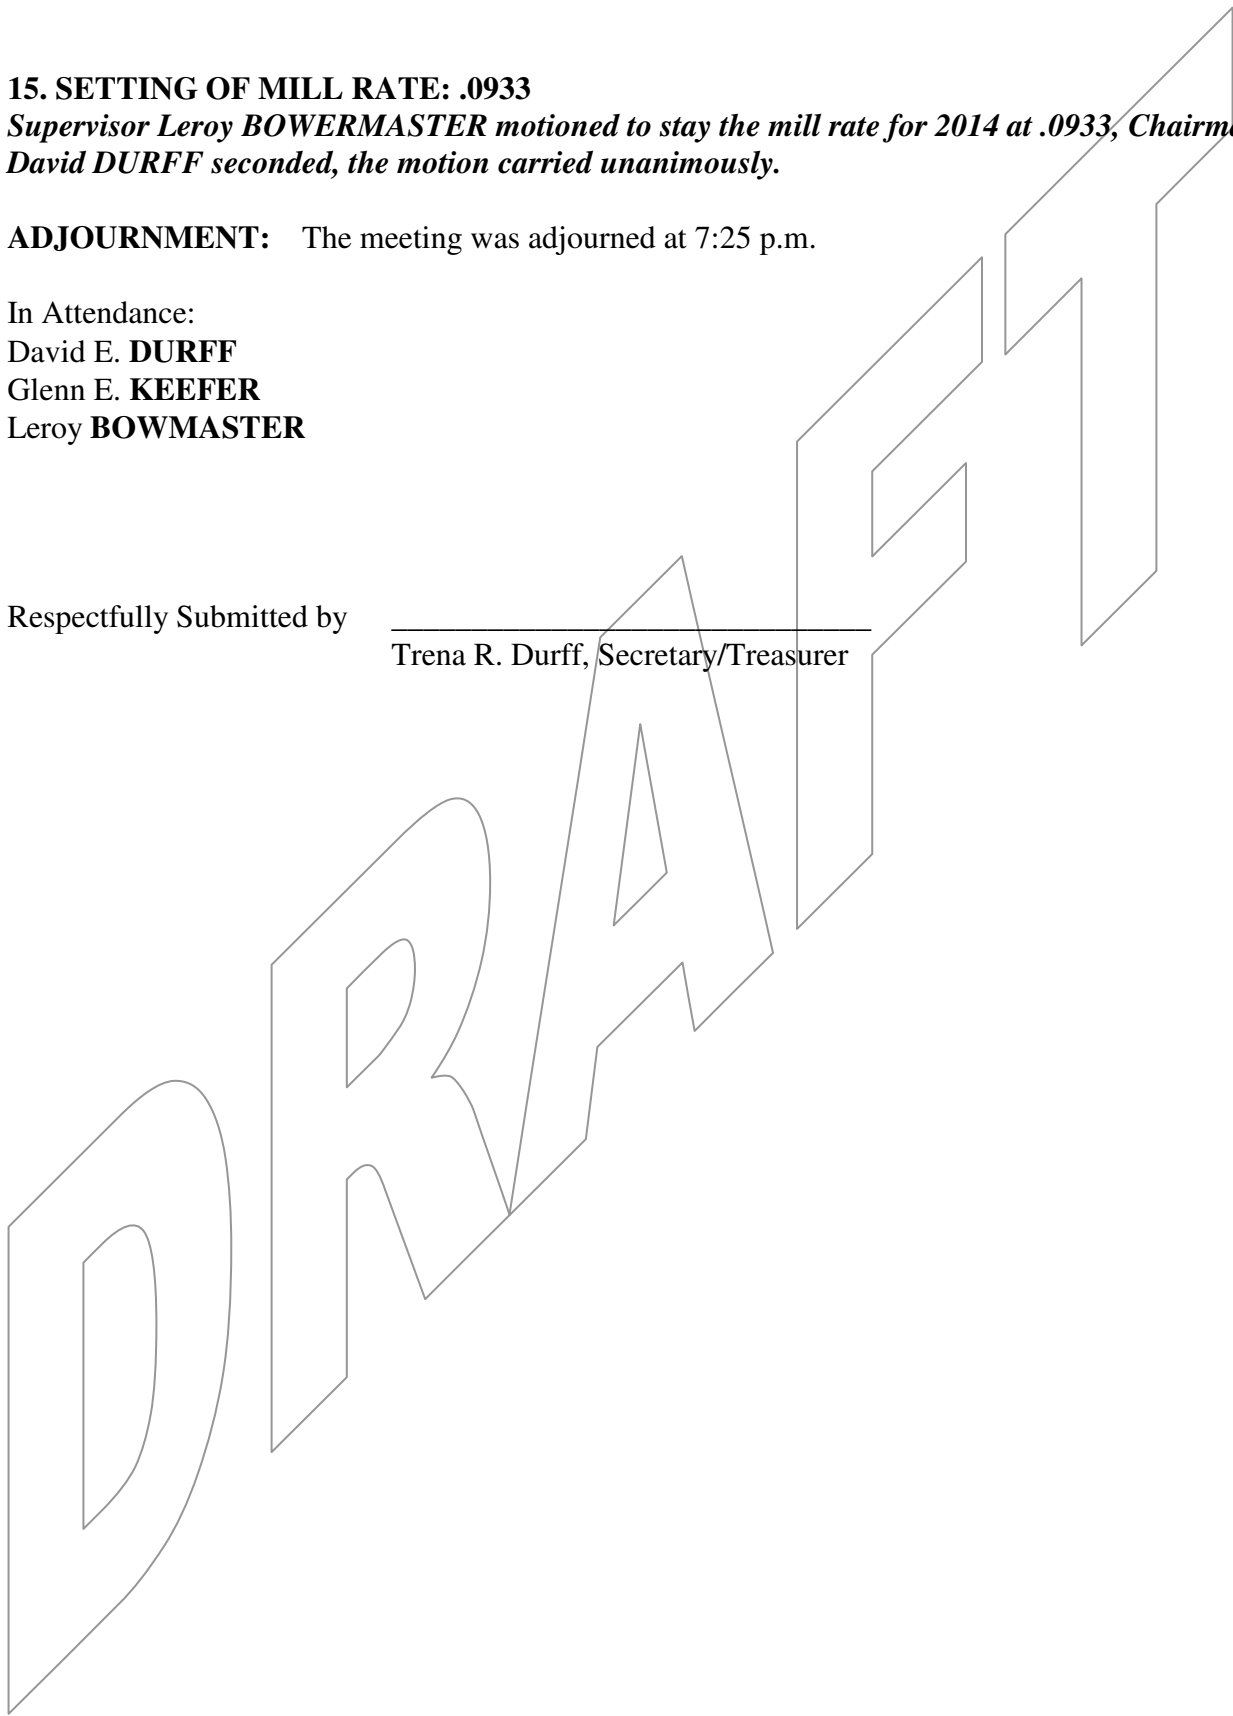 15. SETTING OF MILL RATE: .0933
Supervisor Leroy BOWERMASTER motioned to stay the mill rate for 2014 at .0933,
David DURFF seconded, the motion carried unanimously.
ADJOURNMENT: The meeting was adjourned at 7:25 p.m.
In Attendance:
David E. DURFF
Glenn E. KEEFER
Leroy BOWMASTER
Respectfully Submitted by
Trena R. Durff, Secretary/Treasurer
DRAFT